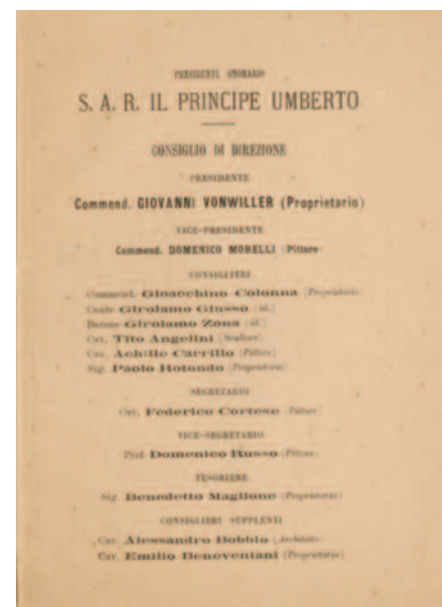 PRESIDENTE ONORARIO
S. A. R. IL PRINCIPE UMBERTO
CONSIGLIO DI DIREZIONE
PRESIDENTE
Commend. GIOVANNI VONWILLER (Proprietario)
VICE-PRESIDENTE
Commend. DOMENICO MORELLI (Pittore)
CONSIGLIERI
Commend. Gioacchino Colonna (Proprietario)
Conte Girolamo Giusso (id.)
Barone Girolamo Zona (id.)
Cav. Tito Angelini (Scultore)
Cav. Achille Carrillo (Pittore)
Sig. Paolo Rotondo (Proprietario)
SEGRETARIO
Cav. Federico Cortese (Pittore)
VICE-SEGRETARIO
Prof. Domenico Russo (Pittore)
TESORIERE
Sig. Benedetto Maglione (Proprietario)
CONSIGLIERI SUPPLENTI
Cav. Alessandro Bobbio (Architetto)
Cav. Emilio Beneventani (Proprietario)